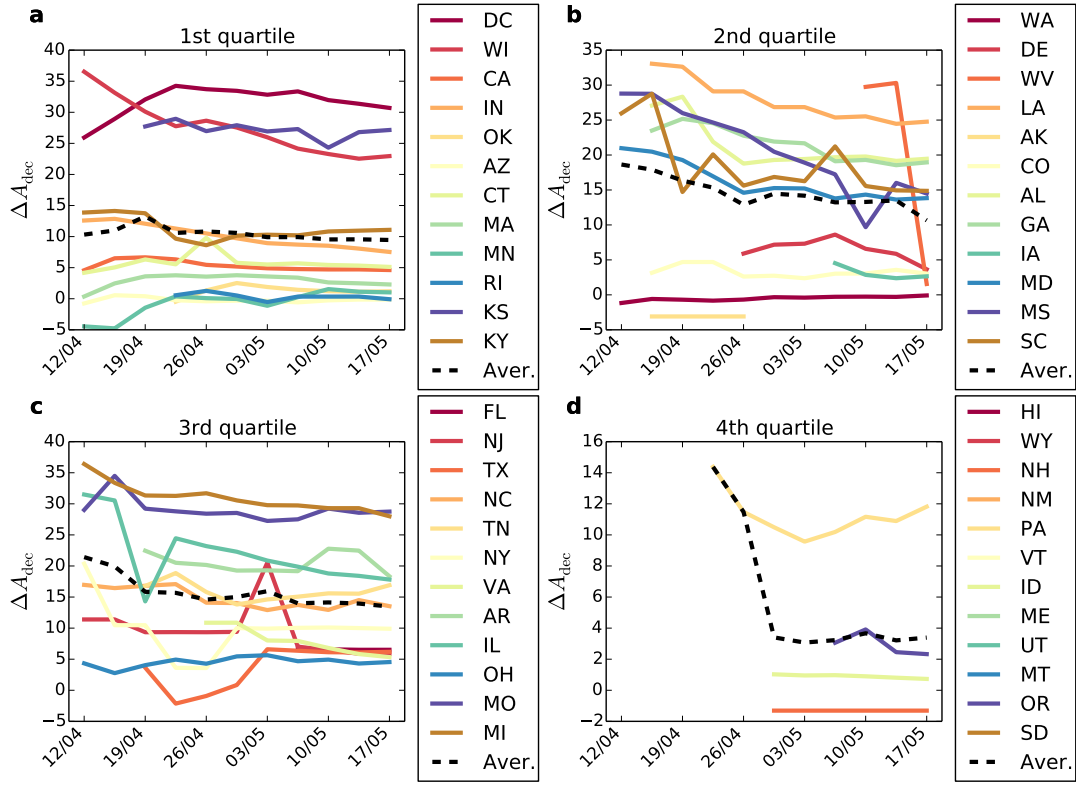 a
1st quartile
ΔA_dec
40
35
30
25
20
15
10
5
0
−5
12/04
19/04
26/04
03/05
10/05
17/05
DC
WI
CA
IN
OK
AZ
CT
MA
MN
RI
KS
KY
Aver.
b
2nd quartile
ΔA_dec
35
30
25
20
15
10
5
0
−5
12/04
19/04
26/04
03/05
10/05
17/05
WA
DE
WV
LA
AK
CO
AL
GA
IA
MD
MS
SC
Aver.
c
3rd quartile
ΔA_dec
40
35
30
25
20
15
10
5
0
−5
12/04
19/04
26/04
03/05
10/05
17/05
FL
NJ
TX
NC
TN
NY
VA
AR
IL
OH
MO
MI
Aver.
d
4th quartile
ΔA_dec
16
14
12
10
8
6
4
2
0
−2
12/04
19/04
26/04
03/05
10/05
17/05
HI
WY
NH
NM
PA
VT
ID
ME
UT
MT
OR
SD
Aver.